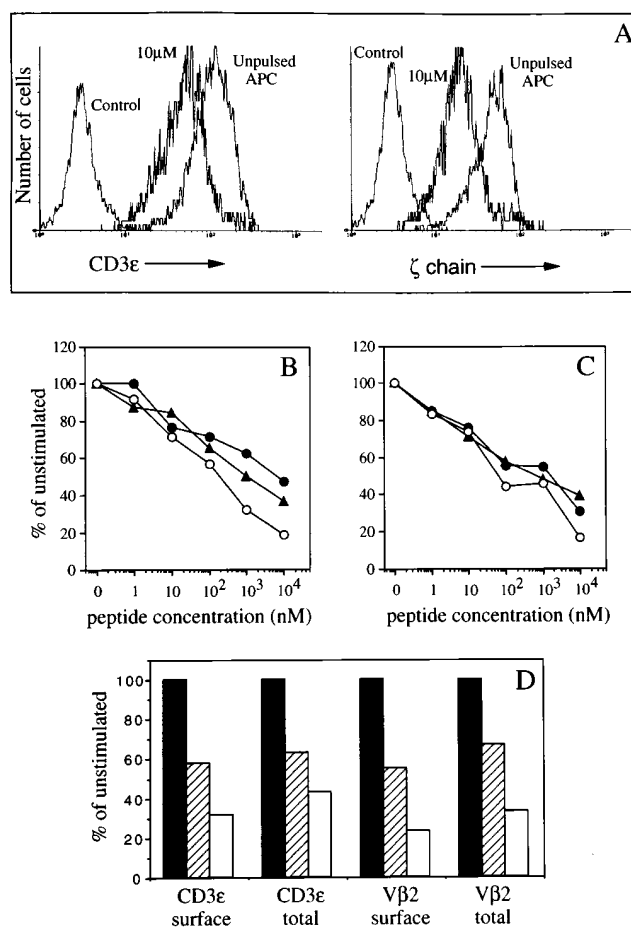 A
Number of cells
Control
10μM
Unpulsed
APC
CD3ε
Control
10μM
Unpulsed
APC
ζ chain
B
% of unstimulated
120
100
80
60
40
20
0
0 1 10 10² 10³ 10⁴
peptide concentration (nM)
C
120
100
80
60
40
20
0
0 1 10 10² 10³ 10⁴
peptide concentration (nM)
D
% of unstimulated
100
80
60
40
20
0
CD3ε
surface
CD3ε
total
Vβ2
surface
Vβ2
total